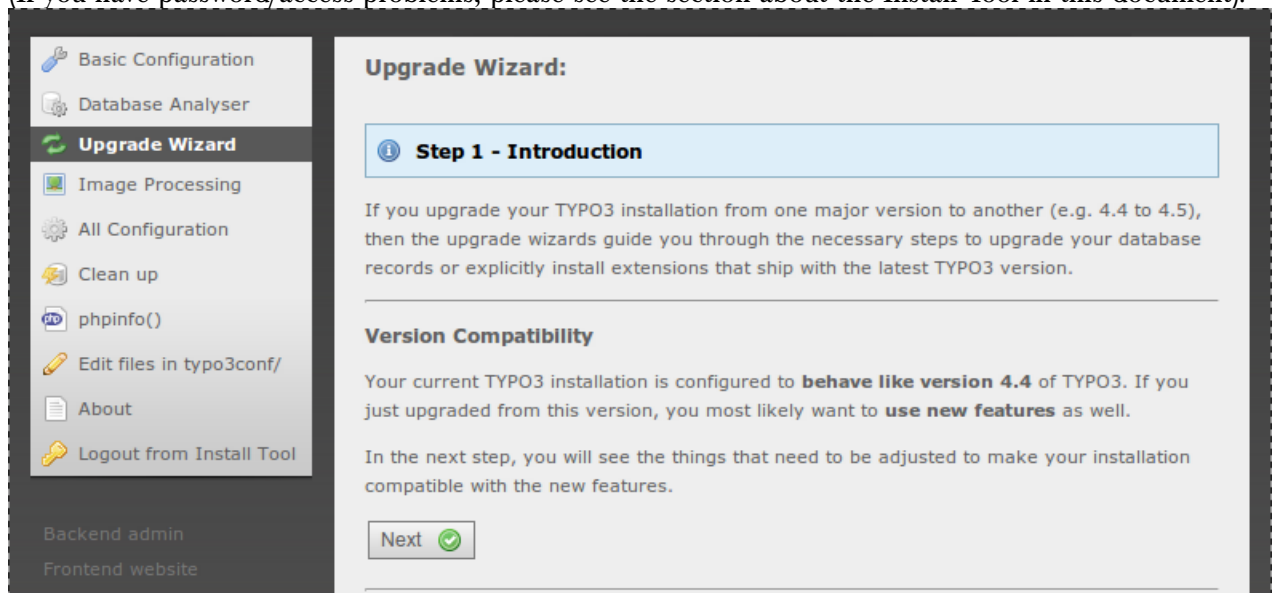 (If you have password/access problems, please see the section about the Install Tool in this document).
Basic Configuration
Database Analyser
Upgrade Wizard
Image Processing
All Configuration
Clean up
phpinfo()
Edit files in typo3conf/
About
Logout from Install Tool
Backend admin
Frontend website
Upgrade Wizard:
Step 1 - Introduction
If you upgrade your TYPO3 installation from one major version to another (e.g. 4.4 to 4.5),
then the upgrade wizards guide you through the necessary steps to upgrade your database
records or explicitly install extensions that ship with the latest TYPO3 version.
Version Compatibility
Your current TYPO3 installation is configured to behave like version 4.4 of TYPO3. If you
just upgraded from this version, you most likely want to use new features as well.
In the next step, you will see the things that need to be adjusted to make your installation
compatible with the new features.
Next